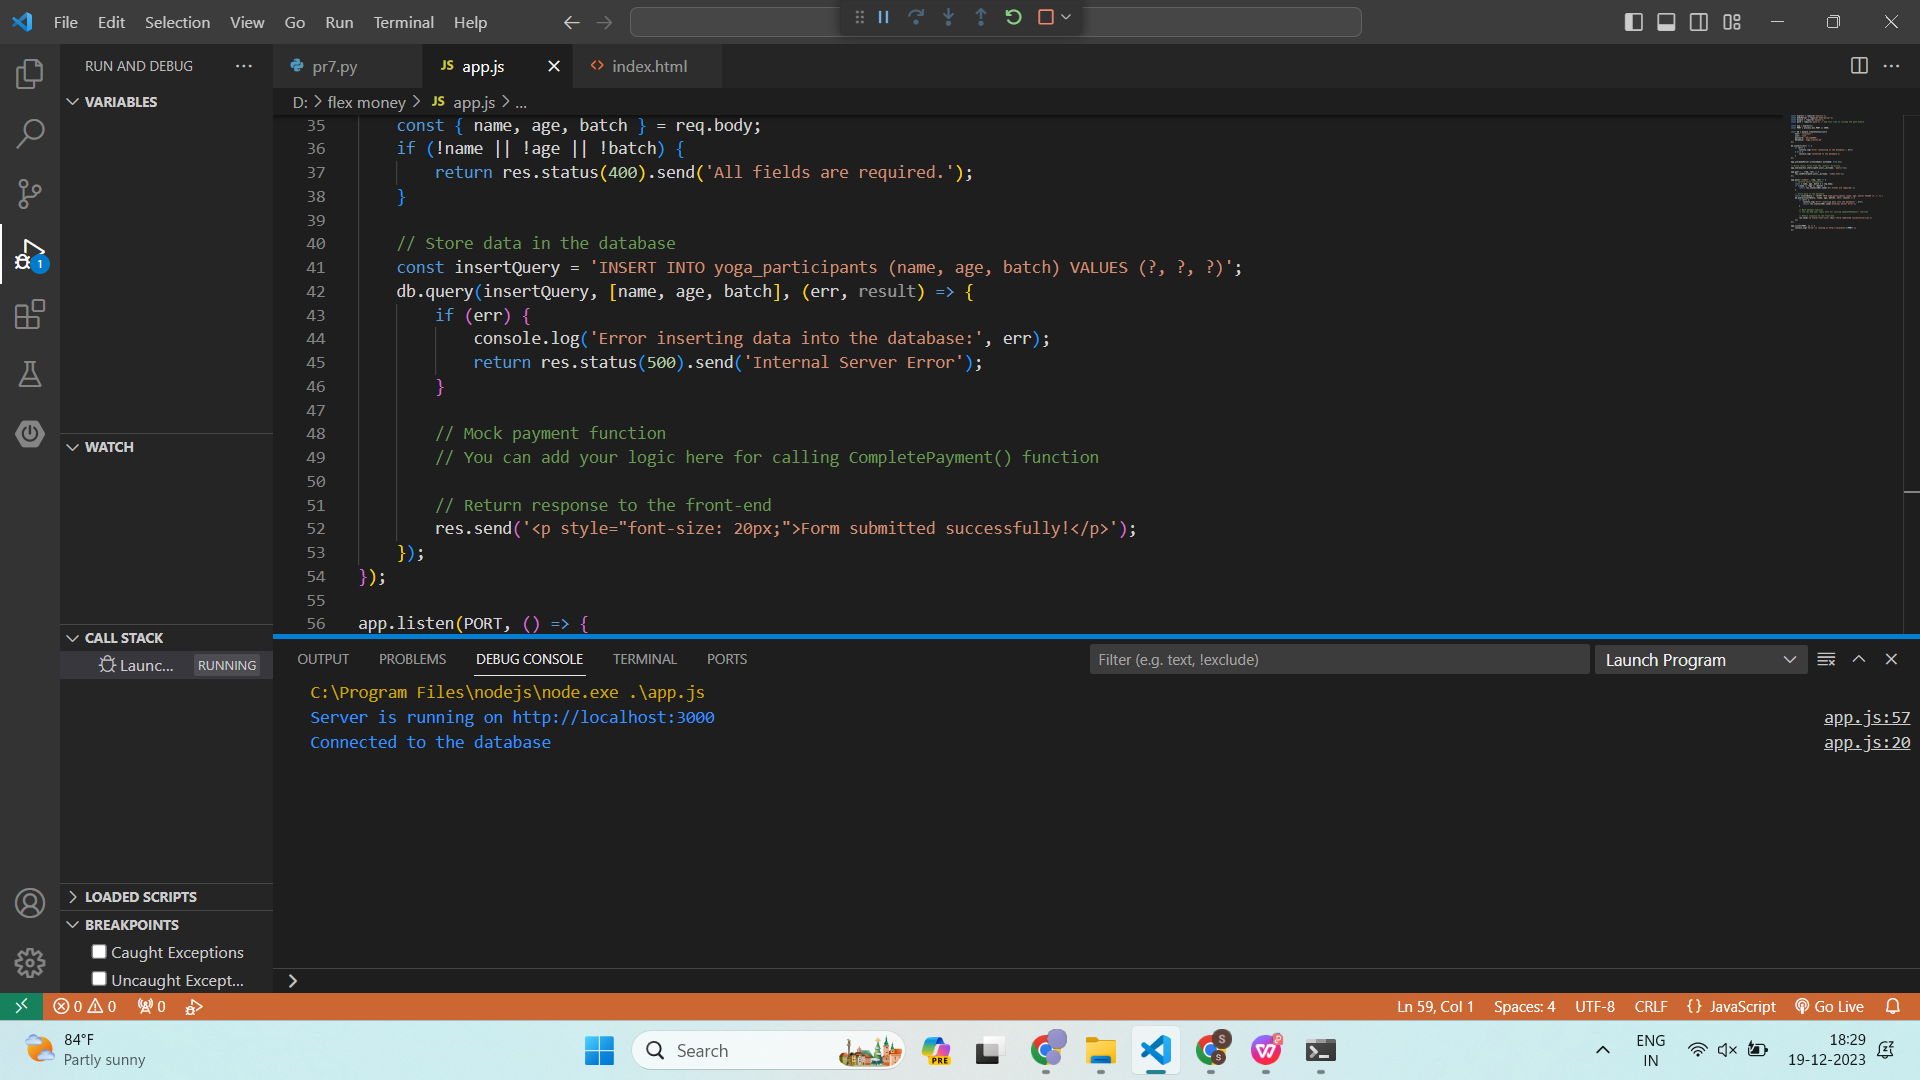 File Edit Selection View Go Run Terminal Help
RUN AND DEBUG
pr7.py
JS app.js
index.html
VARIABLES
D: > flex money > JS app.js > ...
35 const { name, age, batch } = req.body;
36 if (!name || !age || !batch) {
37 return res.status(400).send('All fields are required.');
38 }
39
40 // Store data in the database
41 const insertQuery = 'INSERT INTO yoga_participants (name, age, batch) VALUES (?, ?, ?)';
42 db.query(insertQuery, [name, age, batch], (err, result) => {
43 if (err) {
44 console.log('Error inserting data into the database:', err);
45 return res.status(500).send('Internal Server Error');
46 }
47
48 // Mock payment function
49 // You can add your logic here for calling CompletePayment() function
50
51 // Return response to the front-end
52 res.send('<p style="font-size: 20px;">Form submitted successfully!</p>');
53 });
54 });
55
56 app.listen(PORT, () => {
1
WATCH
CALL STACK
Launc... RUNNING
LOADED SCRIPTS
BREAKPOINTS
Caught Exceptions
Uncaught Except...
OUTPUT PROBLEMS DEBUG CONSOLE TERMINAL PORTS
Filter (e.g. text, !exclude)
Launch Program
C:\Program Files\nodejs\node.exe .\app.js
Server is running on http://localhost:3000 app.js:57
Connected to the database app.js:20
>
0 0 0
Ln 59, Col 1 Spaces: 4 UTF-8 CRLF {} JavaScript Go Live
84°F
Partly sunny
Search
PRE
S
S
W
ENG
IN
18:29
19-12-2023